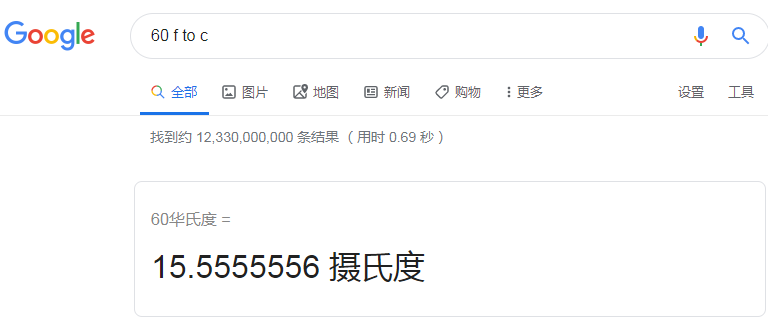 Google
60 f to c
全部 图片 地图 新闻 购物 更多 设置 工具
找到约 12,330,000,000 条结果 （用时 0.69 秒）
60华氏度 =
15.5555556 摄氏度